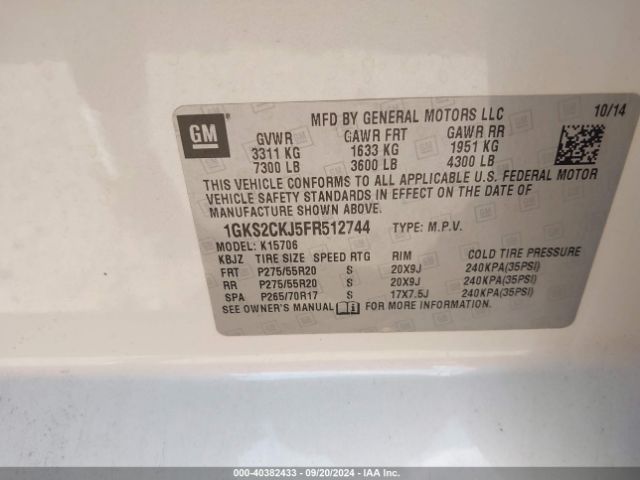 GM
MFD BY GENERAL MOTORS LLC
10/14
GVWR GAWR FRT GAWR RR
3311 KG 1633 KG 1951 KG
7300 LB 3600 LB 4300 LB
THIS VEHICLE CONFORMS TO ALL APPLICABLE U.S. FEDERAL MOTOR
VEHICLE SAFETY STANDARDS IN EFFECT ON THE DATE OF
MANUFACTURE SHOWN ABOVE.
1GKS2CKJ5FR512744 TYPE: M.P.V.
MODEL: K15706
KBJZ TIRE SIZE SPEED RTG RIM COLD TIRE PRESSURE
FRT P275/55R20 S 20X9J 240KPA(35PSI)
RR P275/55R20 S 20X9J 240KPA(35PSI)
SPA P265/70R17 S 17X7.5J 240KPA(35PSI)
SEE OWNER'S MANUAL FOR MORE INFORMATION.
© - 40382433 - 09/20/2024 - IAA Inc.